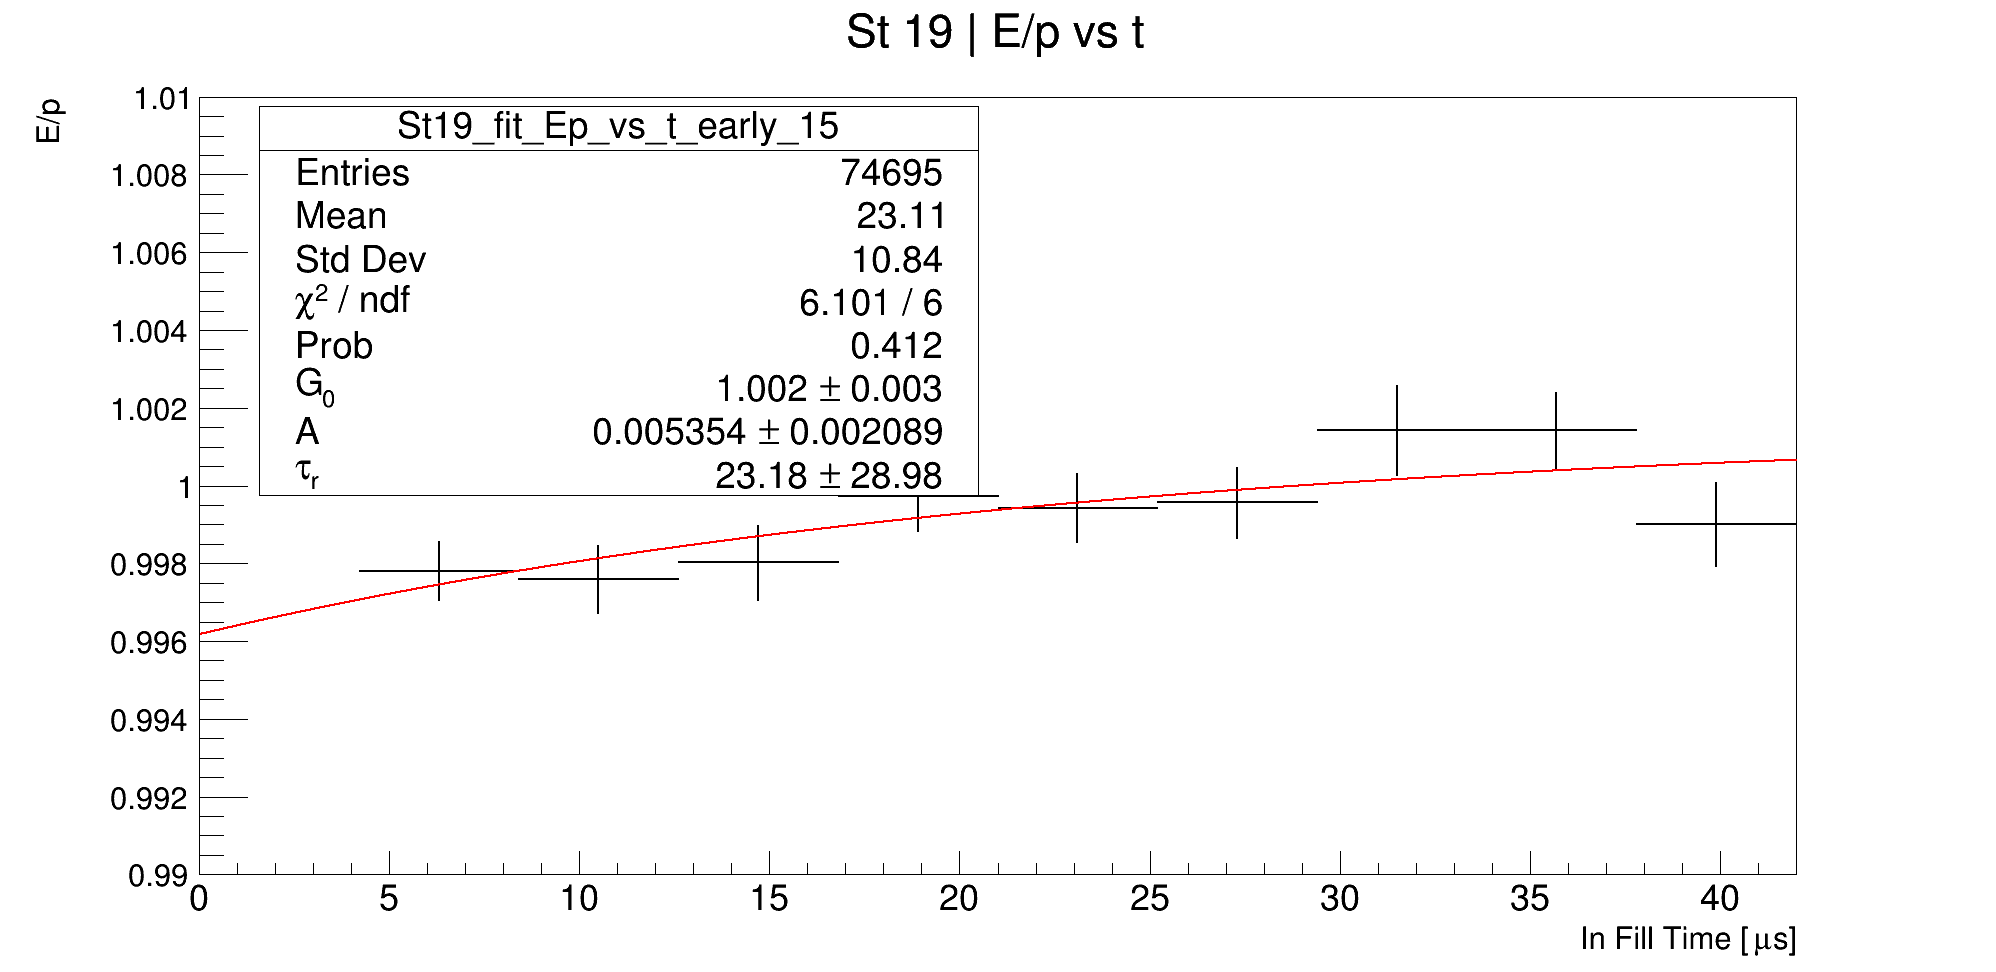 St 19 | E/p vs t
E/p
1.01
1.008
1.006
1.004
1.002
1
0.998
0.996
0.994
0.992
0.99
St19_fit_Ep_vs_t_early_15
Entries 74695
Mean 23.11
Std Dev 10.84
χ² / ndf 6.101 / 6
Prob 0.412
G₀ 1.002 ± 0.003
A 0.005354 ± 0.002089
τᵣ 23.18 ± 28.98
0 5 10 15 20 25 30 35 40
In Fill Time [μs]